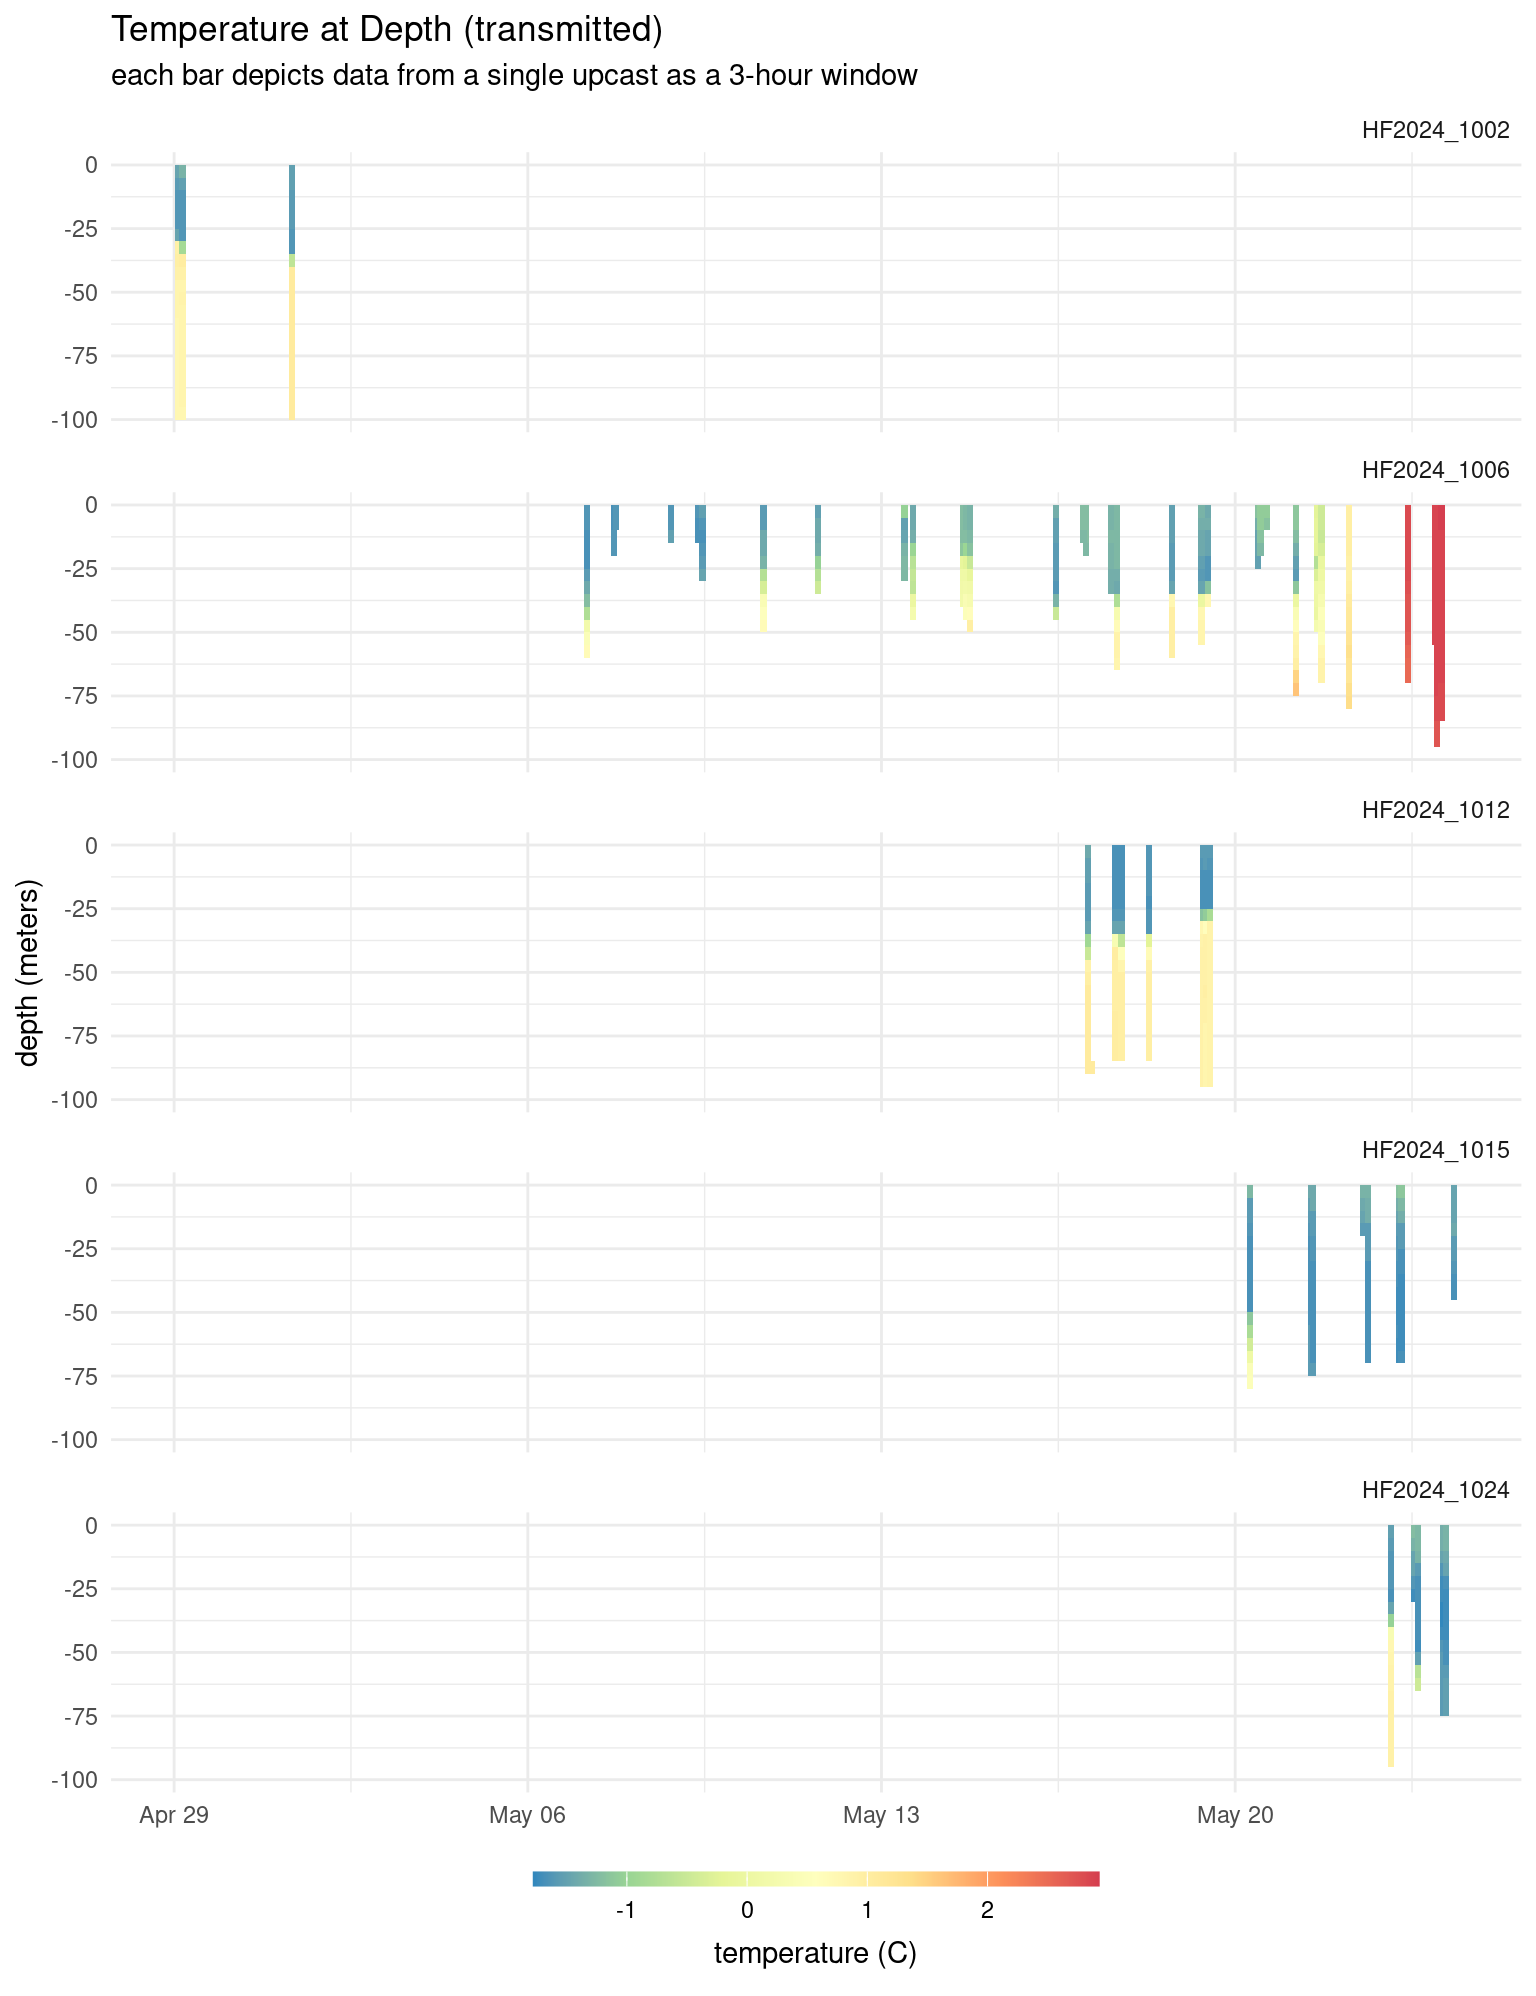 Temperature at Depth (transmitted)
each bar depicts data from a single upcast as a 3-hour window
HF2024_1002
0
-25
-50
-75
-100
HF2024_1006
0
-25
-50
-75
-100
HF2024_1012
0
-25
-50
-75
-100
depth (meters)
HF2024_1015
0
-25
-50
-75
-100
HF2024_1024
0
-25
-50
-75
-100
Apr 29 May 06 May 13 May 20
-1 0 1 2
temperature (C)